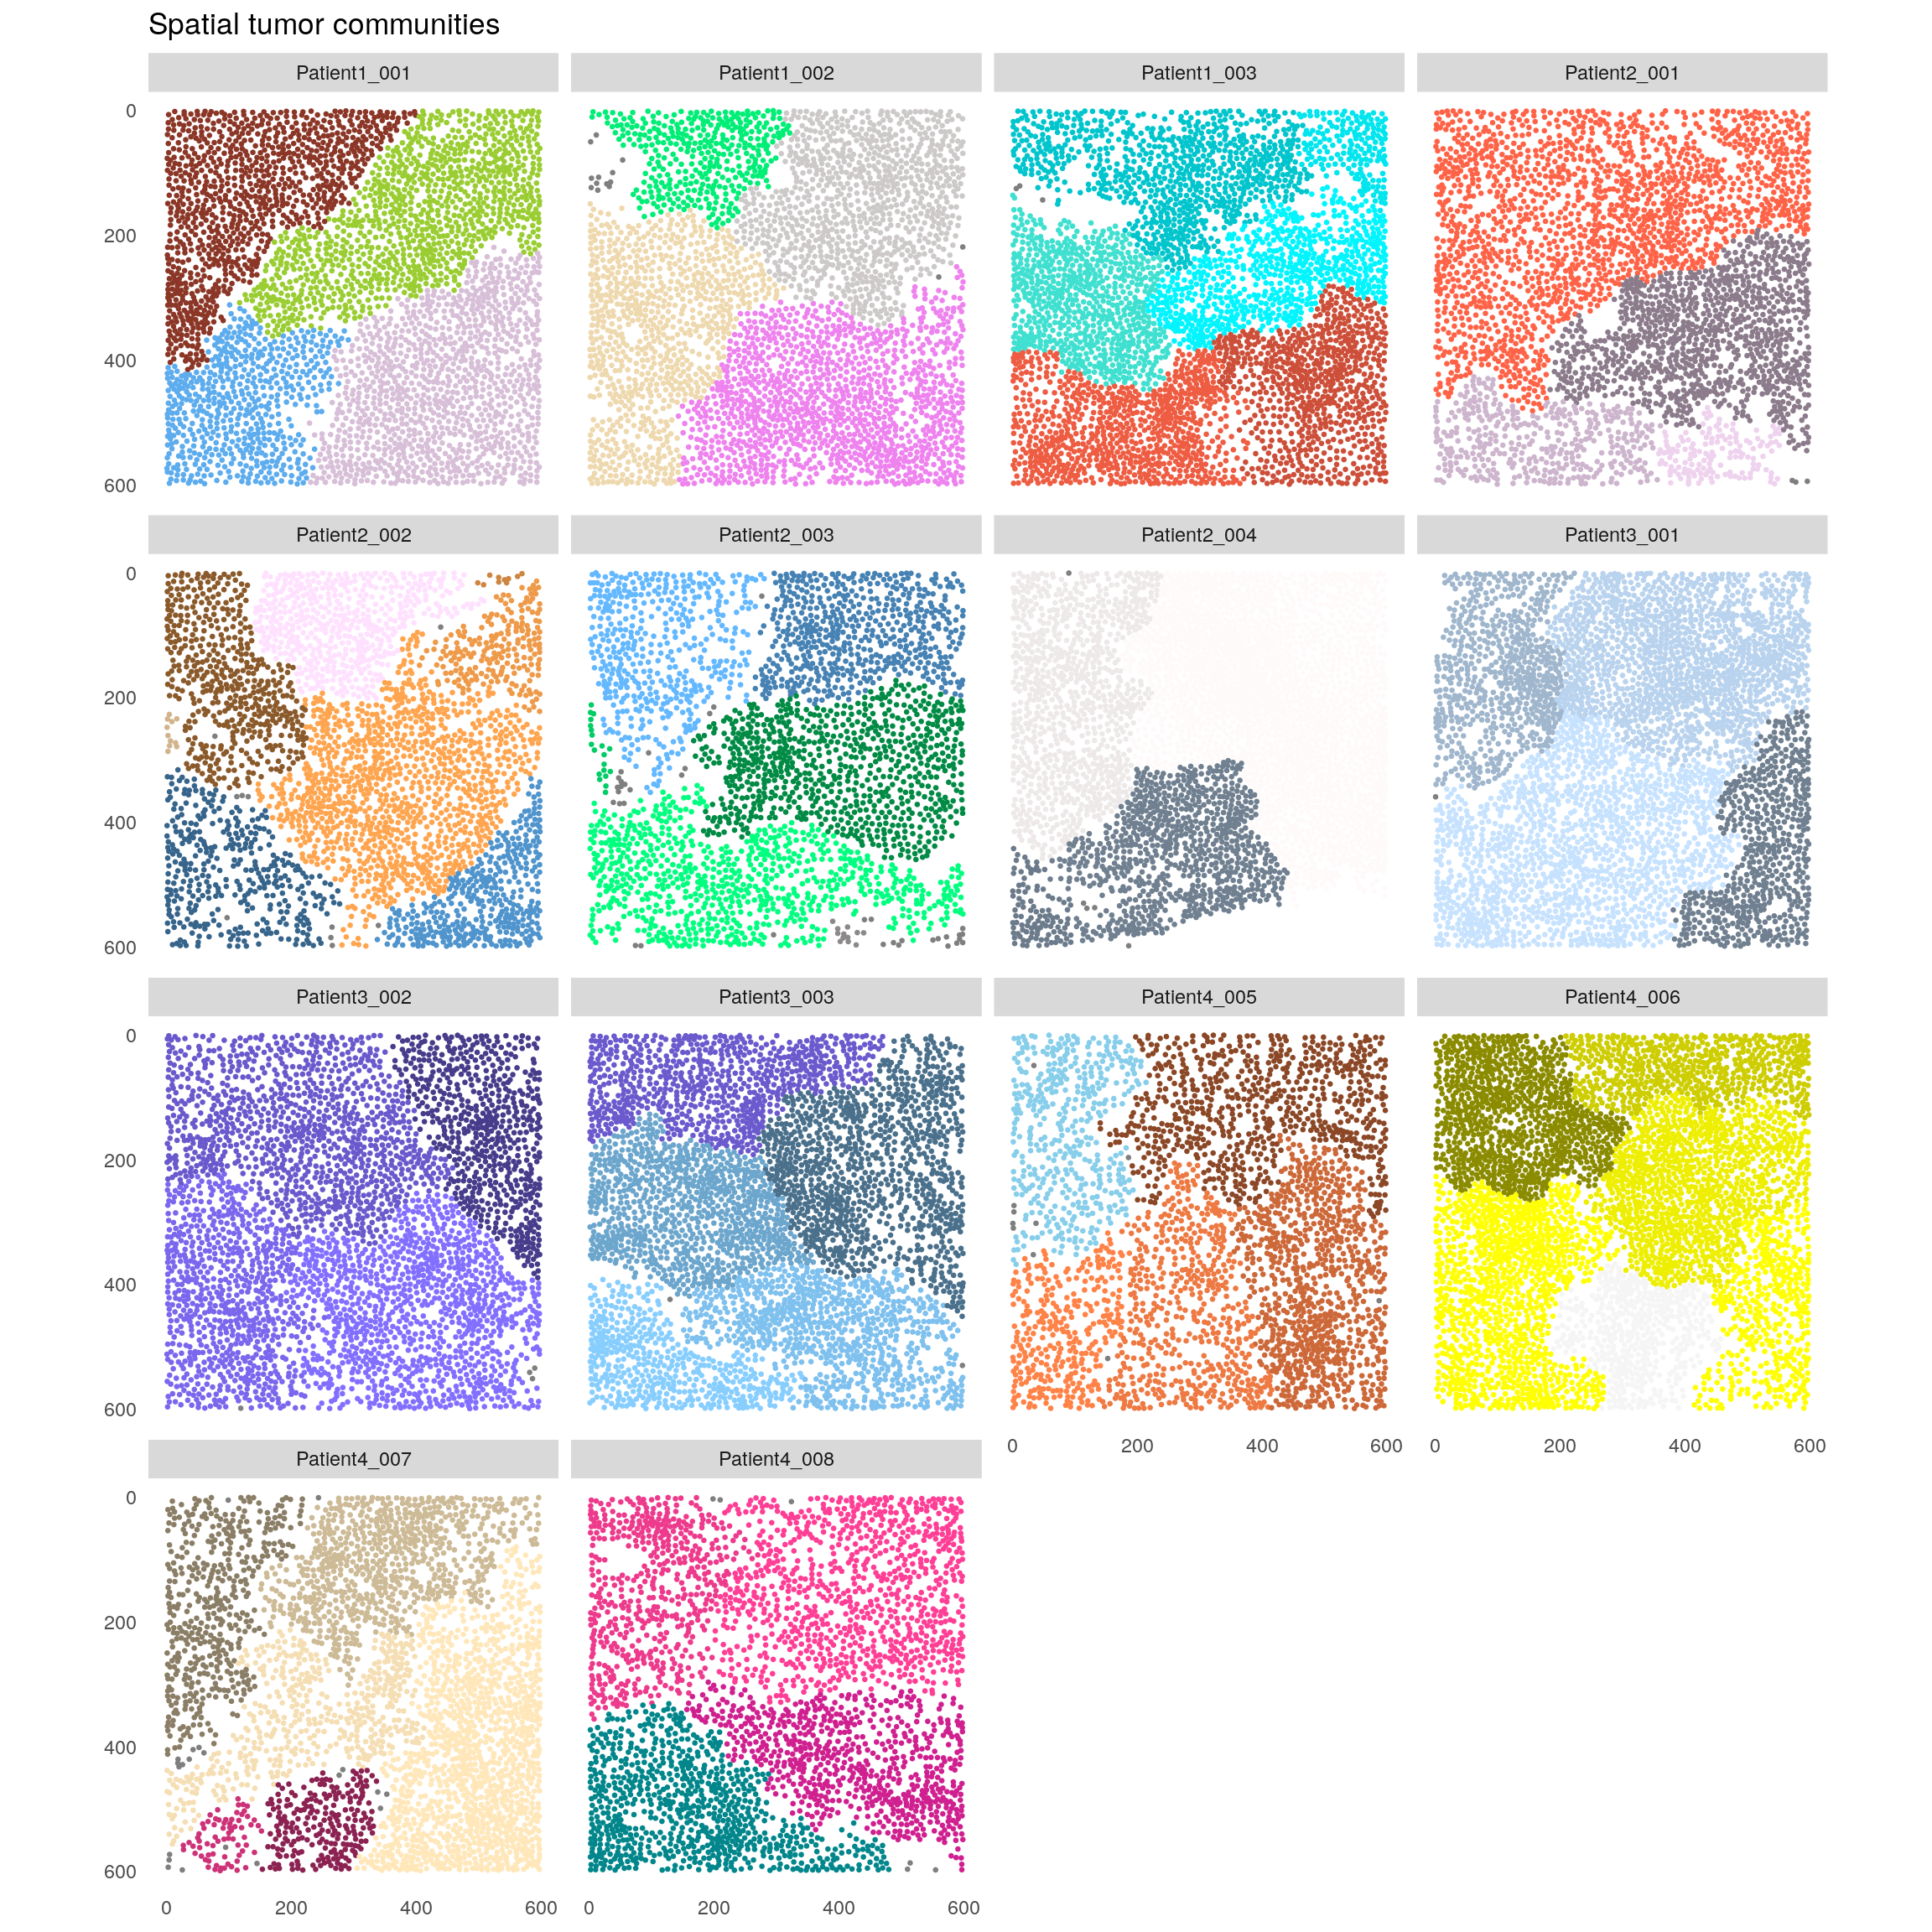 Spatial tumor communities
Patient1_001 Patient1_002 Patient1_003 Patient2_001
0
200
400
600
Patient2_002 Patient2_003 Patient2_004 Patient3_001
0
200
400
600
Patient3_002 Patient3_003 Patient4_005 Patient4_006
0
200
400
600
0 200 400 600 0 200 400 600
Patient4_007 Patient4_008
0
200
400
600
0 200 400 600 0 200 400 600